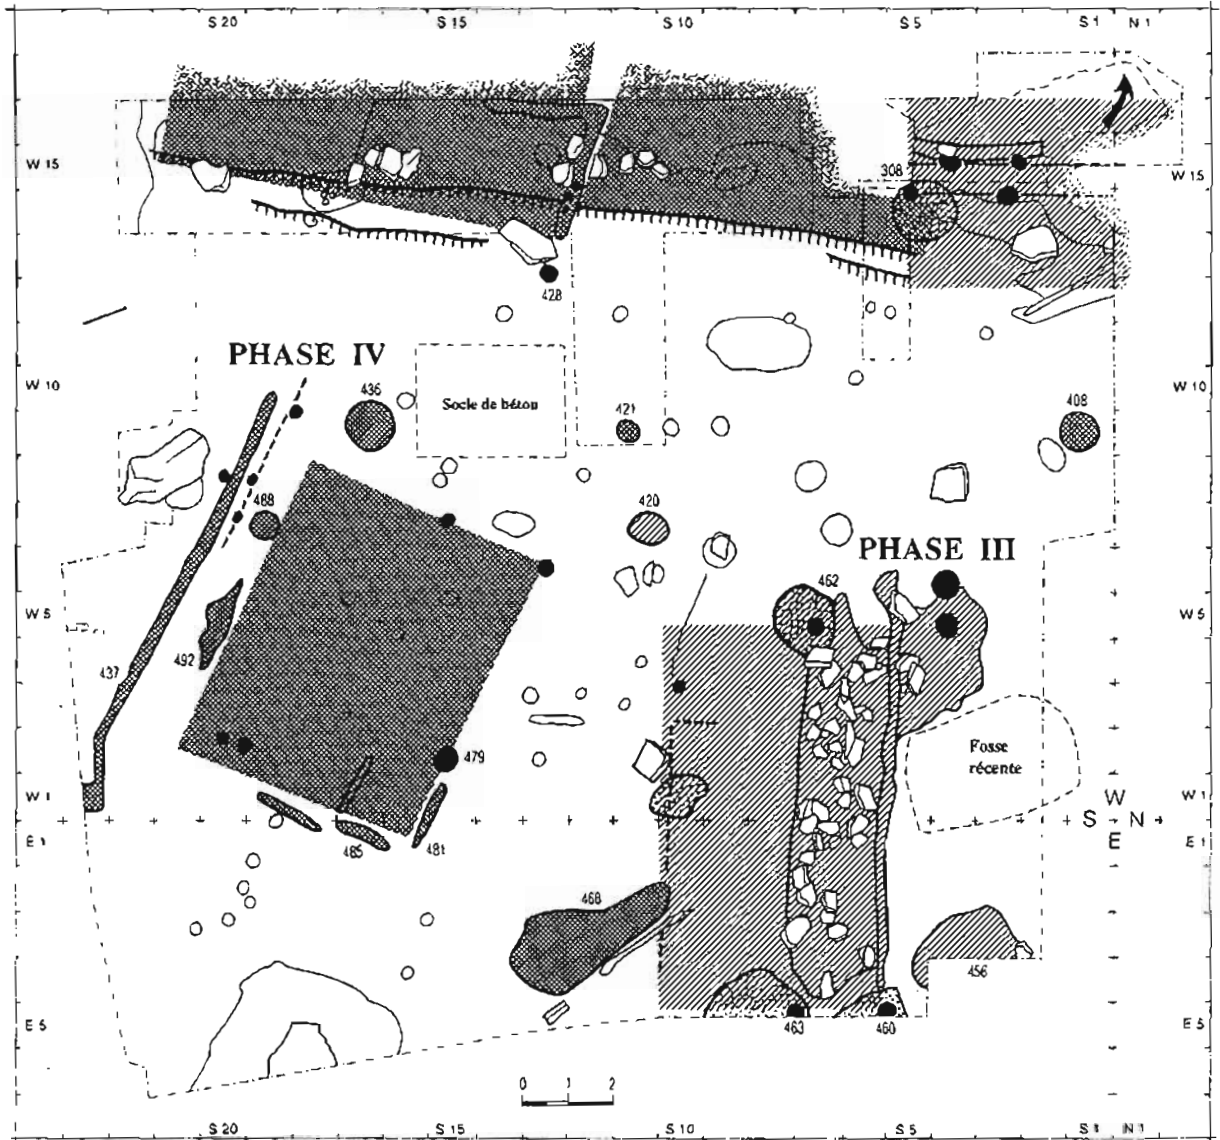 S 20 S 15 S 10 S 5 S 1 N 1
W 15
308
W 15
428
PHASE IV
W 10
436
Socle de béton
421
408
W 10
488
420
PHASE III
462
W 5
W 5
492
437
479
Fosse
récente
W 1
W
W 1
S N
E
E 1
485
481
E 1
468
456
E 5
463
460
E 5
0 1 2
S 20 S 15 S 10 S 5 S 1 N 1